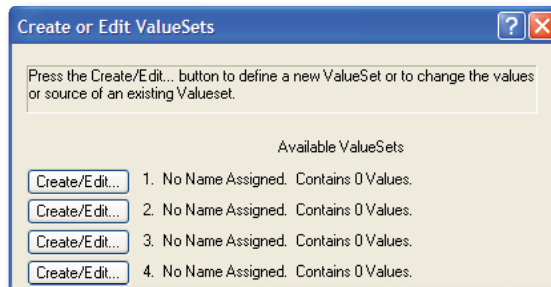 Create or Edit ValueSets
Press the Create/Edit... button to define a new ValueSet or to change the values
or source of an existing Valueset.
Available ValueSets
Create/Edit... 1. No Name Assigned. Contains 0 Values.
Create/Edit... 2. No Name Assigned. Contains 0 Values.
Create/Edit... 3. No Name Assigned. Contains 0 Values.
Create/Edit... 4. No Name Assigned. Contains 0 Values.